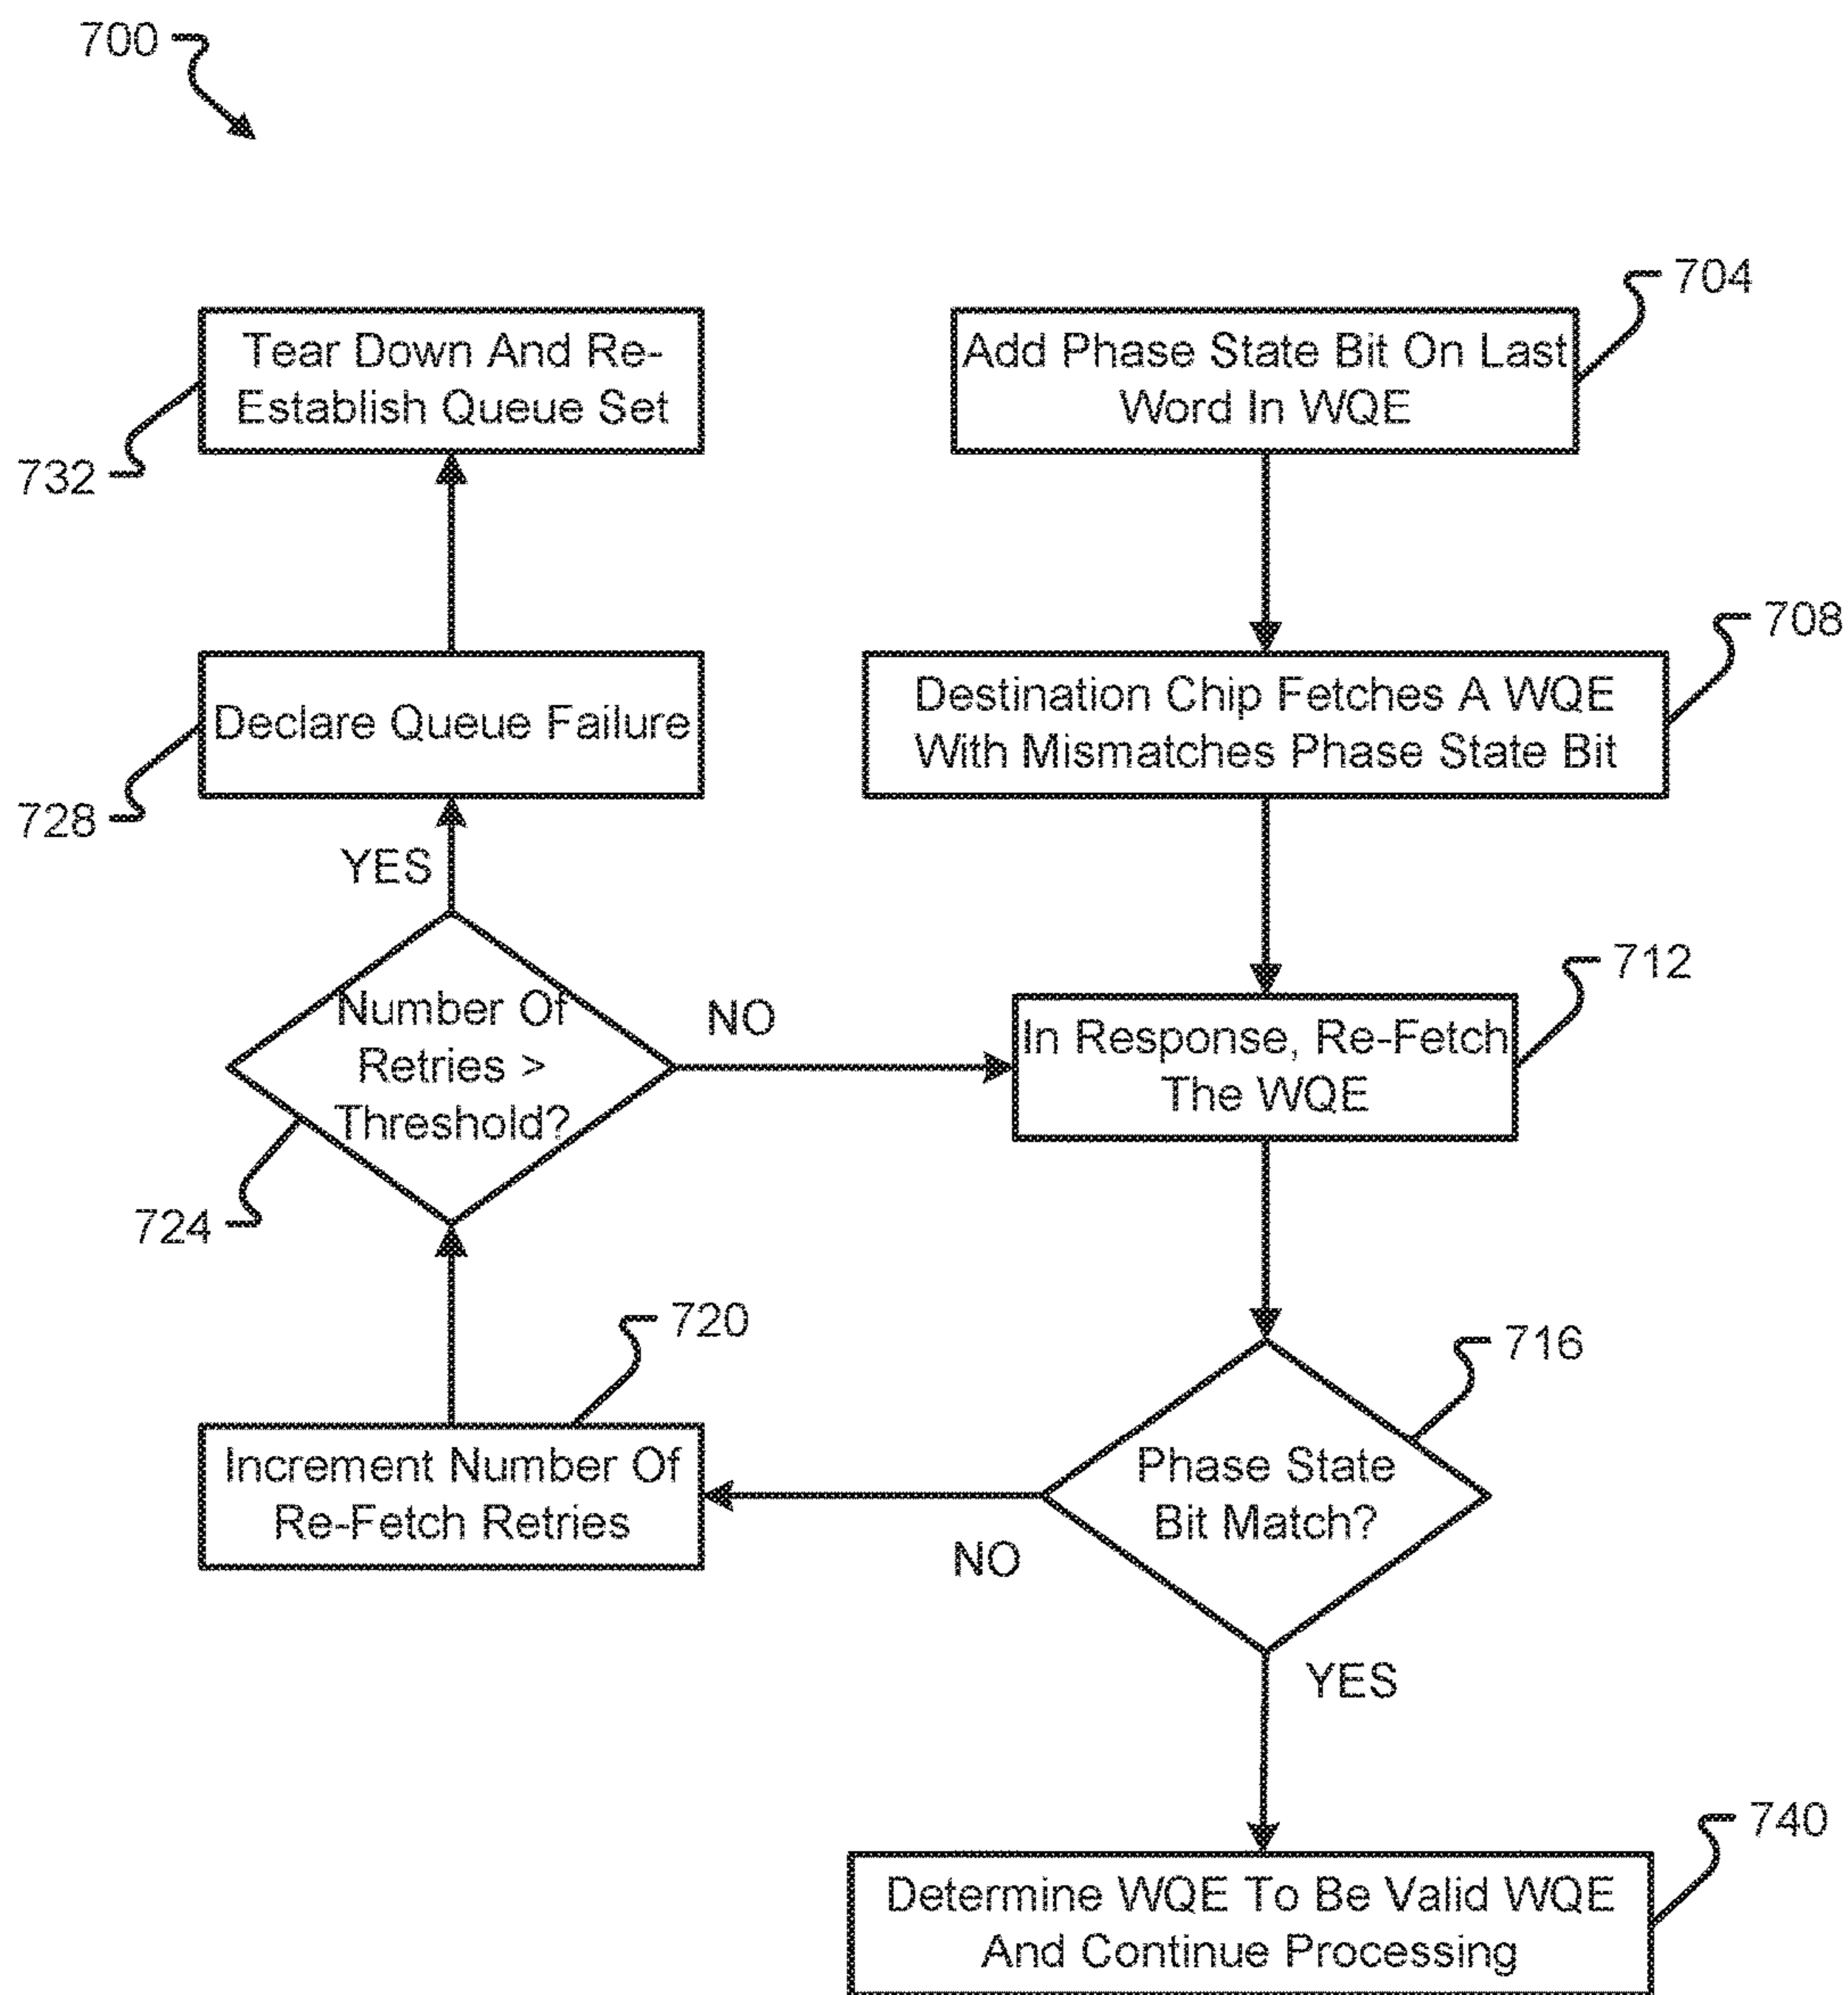 700
Tear Down And Re-
Establish Queue Set
732
Add Phase State Bit On Last
Word In WQE
704
Declare Queue Failure
728
Destination Chip Fetches A WQE
With Mismatches Phase State Bit
708
YES
Number Of
Retries >
Threshold?
724
NO
In Response, Re-Fetch
The WQE
712
Increment Number Of
Re-Fetch Retries
720
Phase State
Bit Match?
716
NO
YES
Determine WQE To Be Valid WQE
And Continue Processing
740